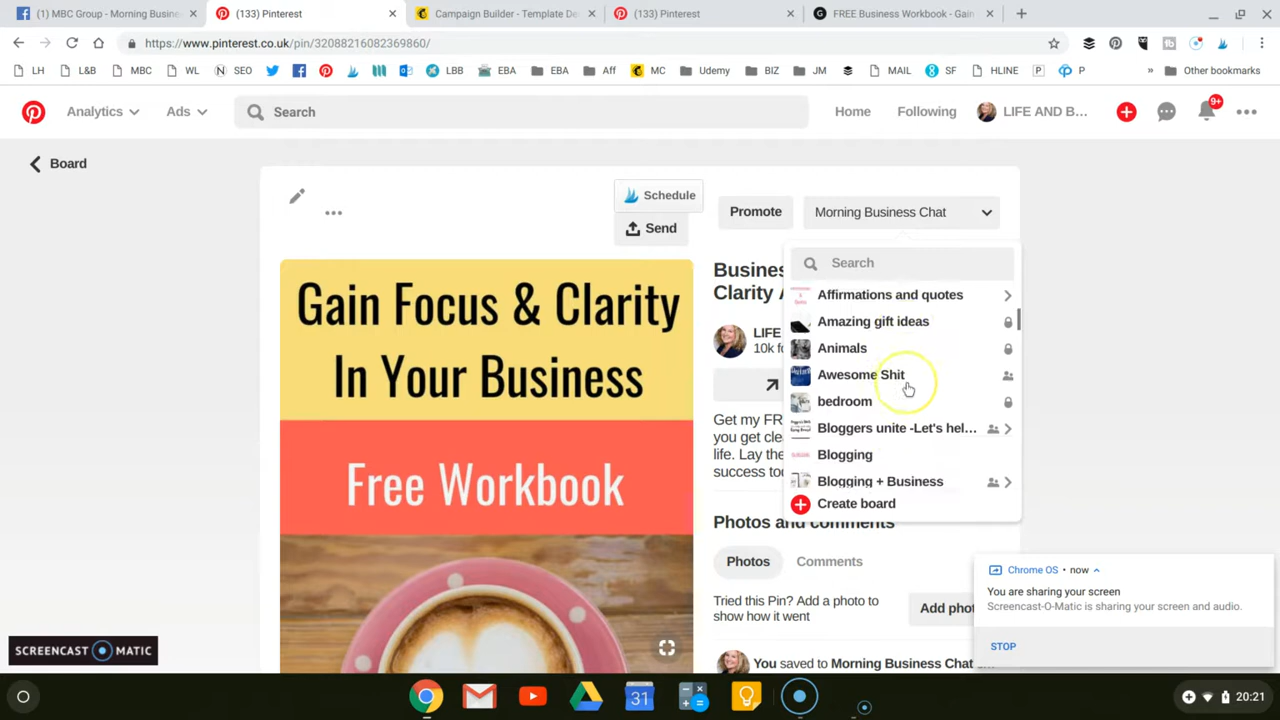 (1) MBC Group - Morning Busine
(133) Pinterest
Campaign Builder - Template De
(133) Pinterest
FREE Business Workbook - Gain
https://www.pinterest.co.uk/pin/32088216082369860/
LH
L&B
MBC
WL
SEO
LBB
EBA
EBA
Aff
MC
Udemy
BIZ
JM
MAIL
SF
HLINE
P
P
»
Other bookmarks
Analytics
Ads
Search
Home
Following
LIFE AND B...
9+
Board
Schedule
Send
Promote
Morning Business Chat
Search
Affirmations and quotes
Amazing gift ideas
Animals
Awesome Shit
bedroom
Bloggers unite -Let's hel...
Blogging
Blogging + Business
Create board
Gain Focus & Clarity
In Your Business
Free Workbook
Busines
Clarity
LIFE
10k fo
Get my FR
you get cle
life. Lay the
success too
Photos and comments
Photos
Comments
Tried this Pin? Add a photo to
show how it went
Add phot
You saved to Morning Business Chat
Chrome OS • now
You are sharing your screen
Screencast-O-Matic is sharing your screen and audio.
STOP
SCREENCAST MATIC
31
20:21